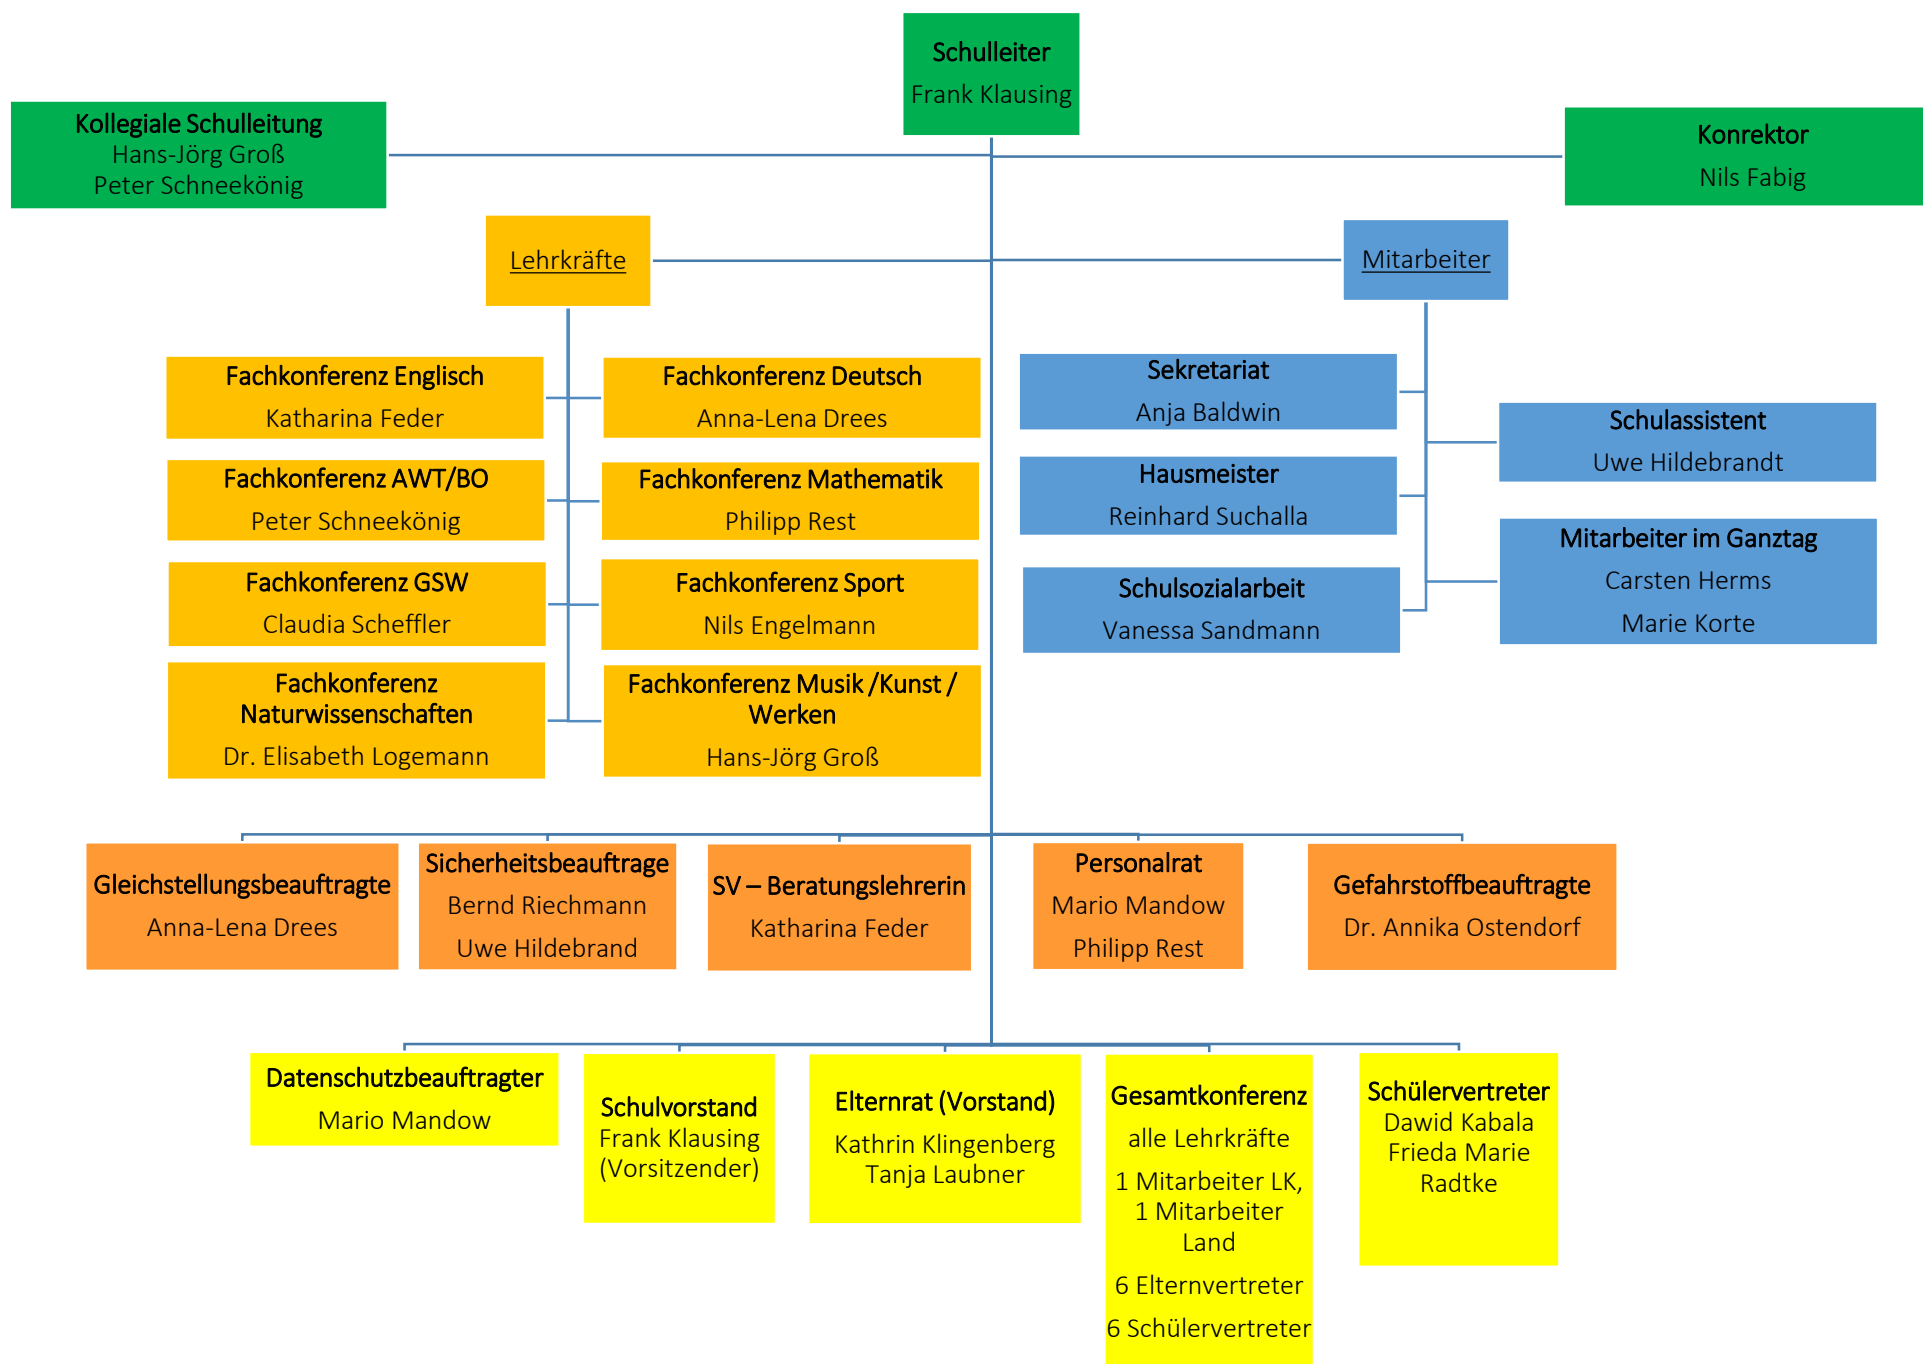 Schulleiter
Frank Klausing
Kollegiale Schulleitung
Hans-Jörg Groß
Peter Schneekönig
Konrektor
Nils Fabig
Lehrkräfte
Mitarbeiter
Fachkonferenz Englisch
Katharina Feder
Fachkonferenz Deutsch
Anna-Lena Drees
Fachkonferenz AWT/BO
Peter Schneekönig
Fachkonferenz Mathematik
Philipp Rest
Fachkonferenz GSW
Claudia Scheffler
Fachkonferenz Sport
Nils Engelmann
Fachkonferenz
Naturwissenschaften
Dr. Elisabeth Logemann
Fachkonferenz Musik /Kunst /
Werken
Hans-Jörg Groß
Sekretariat
Anja Baldwin
Schulassistent
Uwe Hildebrandt
Hausmeister
Reinhard Suchalla
Mitarbeiter im Ganztag
Carsten Herms
Marie Korte
Schulsozialarbeit
Vanessa Sandmann
Gleichstellungsbeauftragte
Anna-Lena Drees
Sicherheitsbeauftrage
Bernd Riechmann
Uwe Hildebrand
SV – Beratungslehrerin
Katharina Feder
Personalrat
Mario Mandow
Philipp Rest
Gefahrstoffbeauftragte
Dr. Annika Ostendorf
Datenschutzbeauftragter
Mario Mandow
Schulvorstand
Frank Klausing
(Vorsitzender)
Elternrat (Vorstand)
Kathrin Klingenberg
Tanja Laubner
Gesamtkonferenz
alle Lehrkräfte
1 Mitarbeiter LK,
1 Mitarbeiter
Land
6 Elternvertreter
6 Schülervertreter
Schülervertreter
Dawid Kabala
Frieda Marie
Radtke